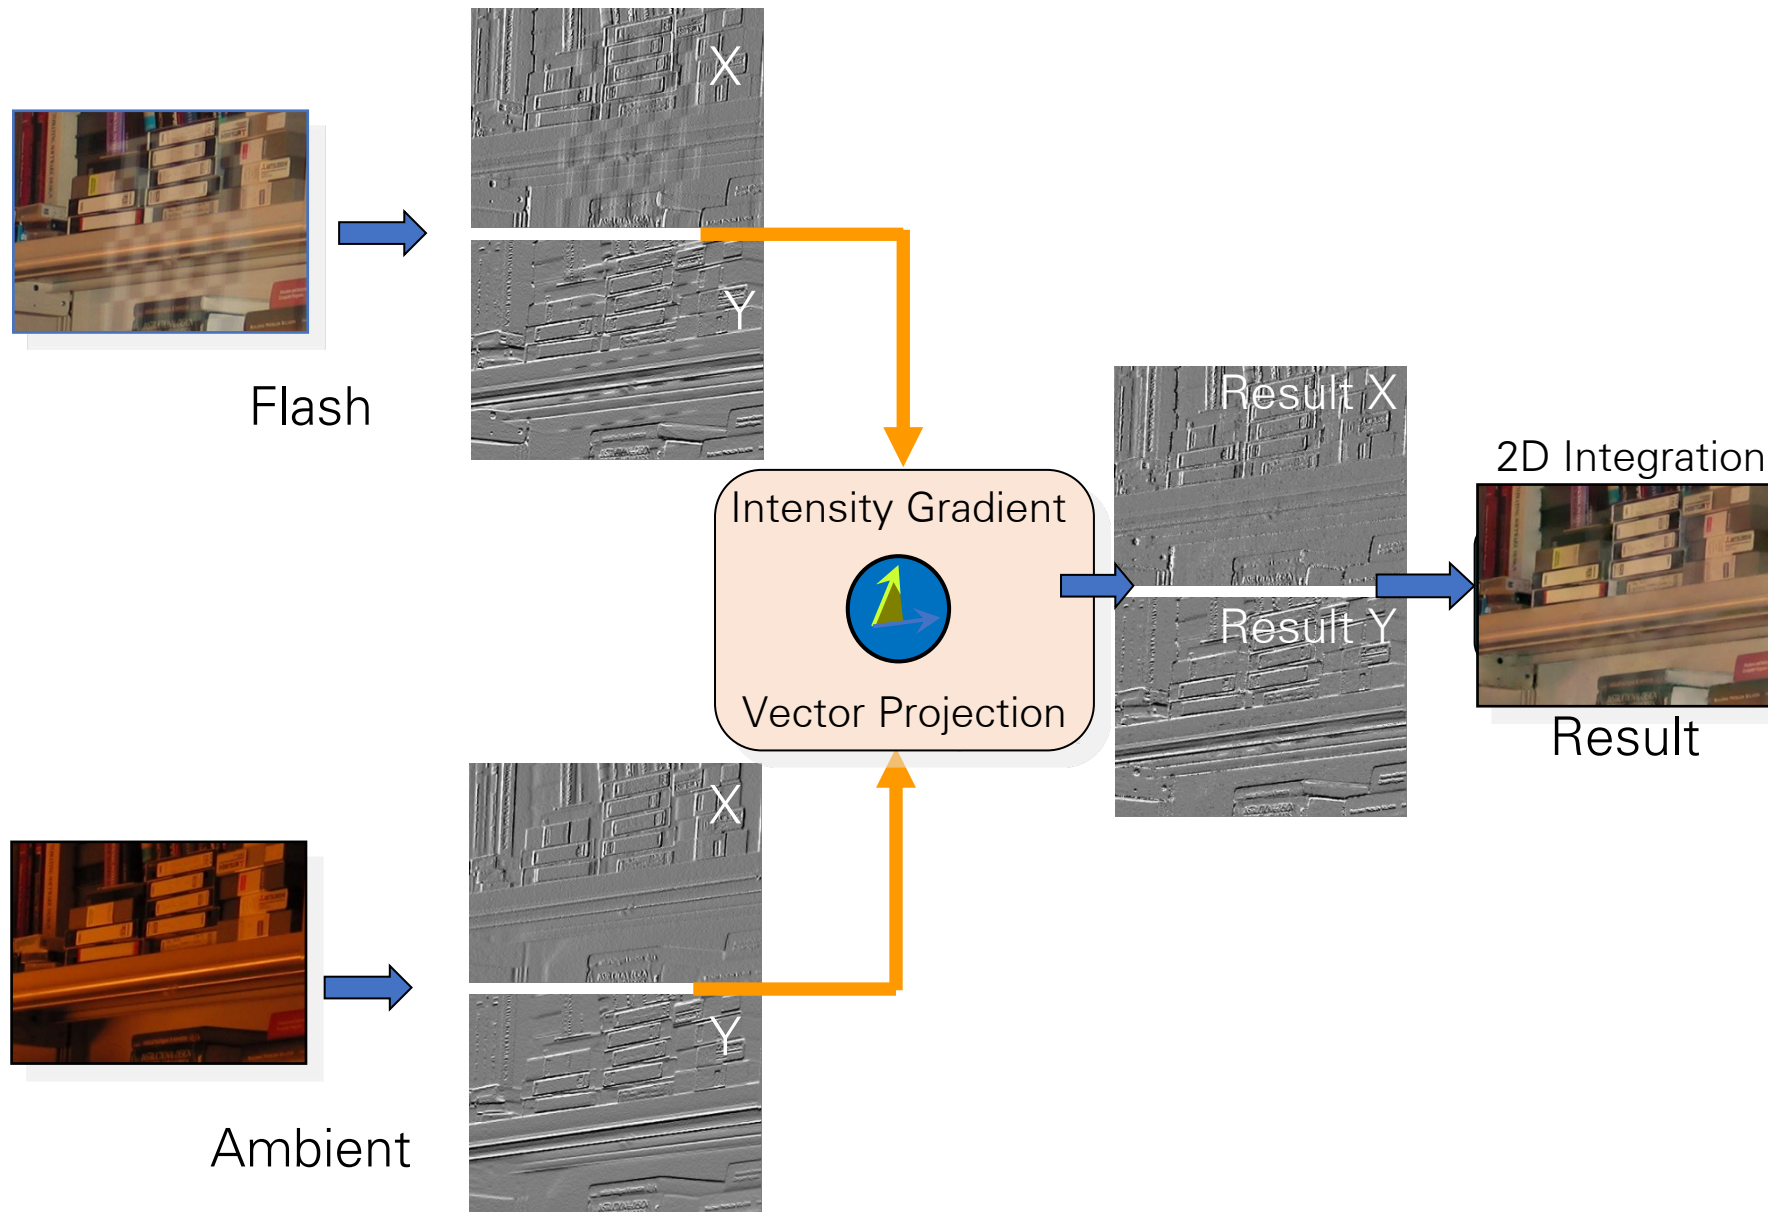 X
Y
Flash
Intensity Gradient
Vector Projection
Result X
Result Y
2D Integration
Result
X
Y
Ambient